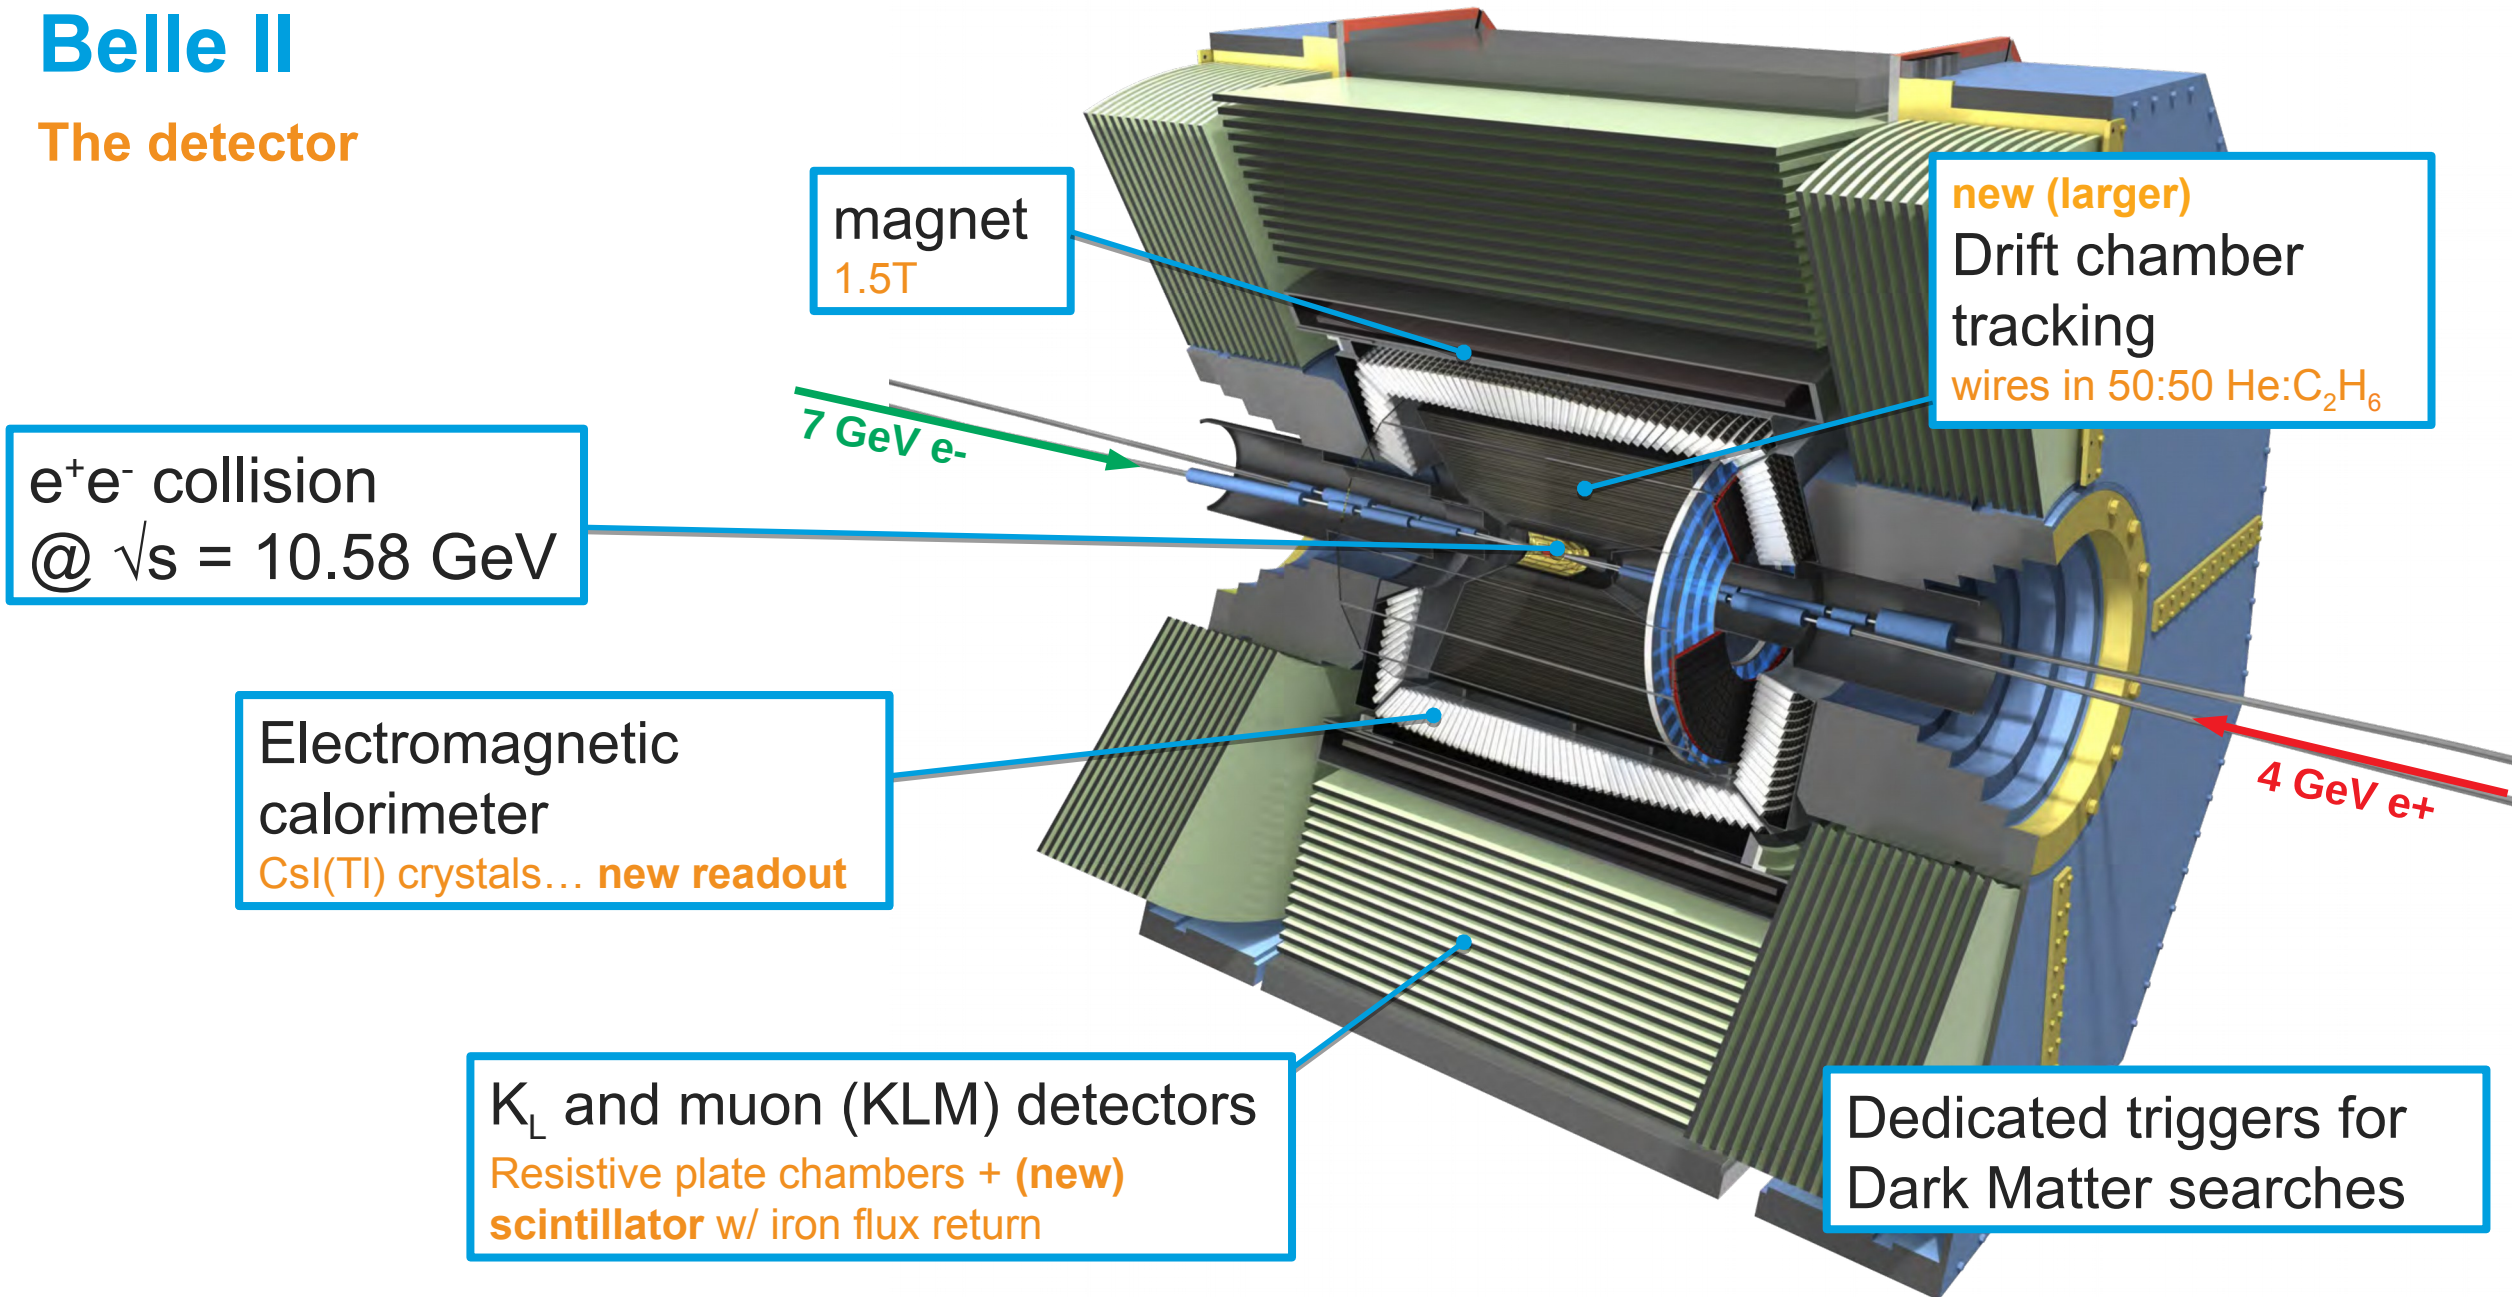 Belle II
The detector
magnet
1.5T
new (larger)
Drift chamber
tracking
wires in 50:50 He:C₂H₆
7 GeV e-
e⁺e⁻ collision
@ √s = 10.58 GeV
Electromagnetic
calorimeter
CsI(Tl) crystals… new readout
4 GeV e+
K_L and muon (KLM) detectors
Resistive plate chambers + (new)
scintillator w/ iron flux return
Dedicated triggers for
Dark Matter searches